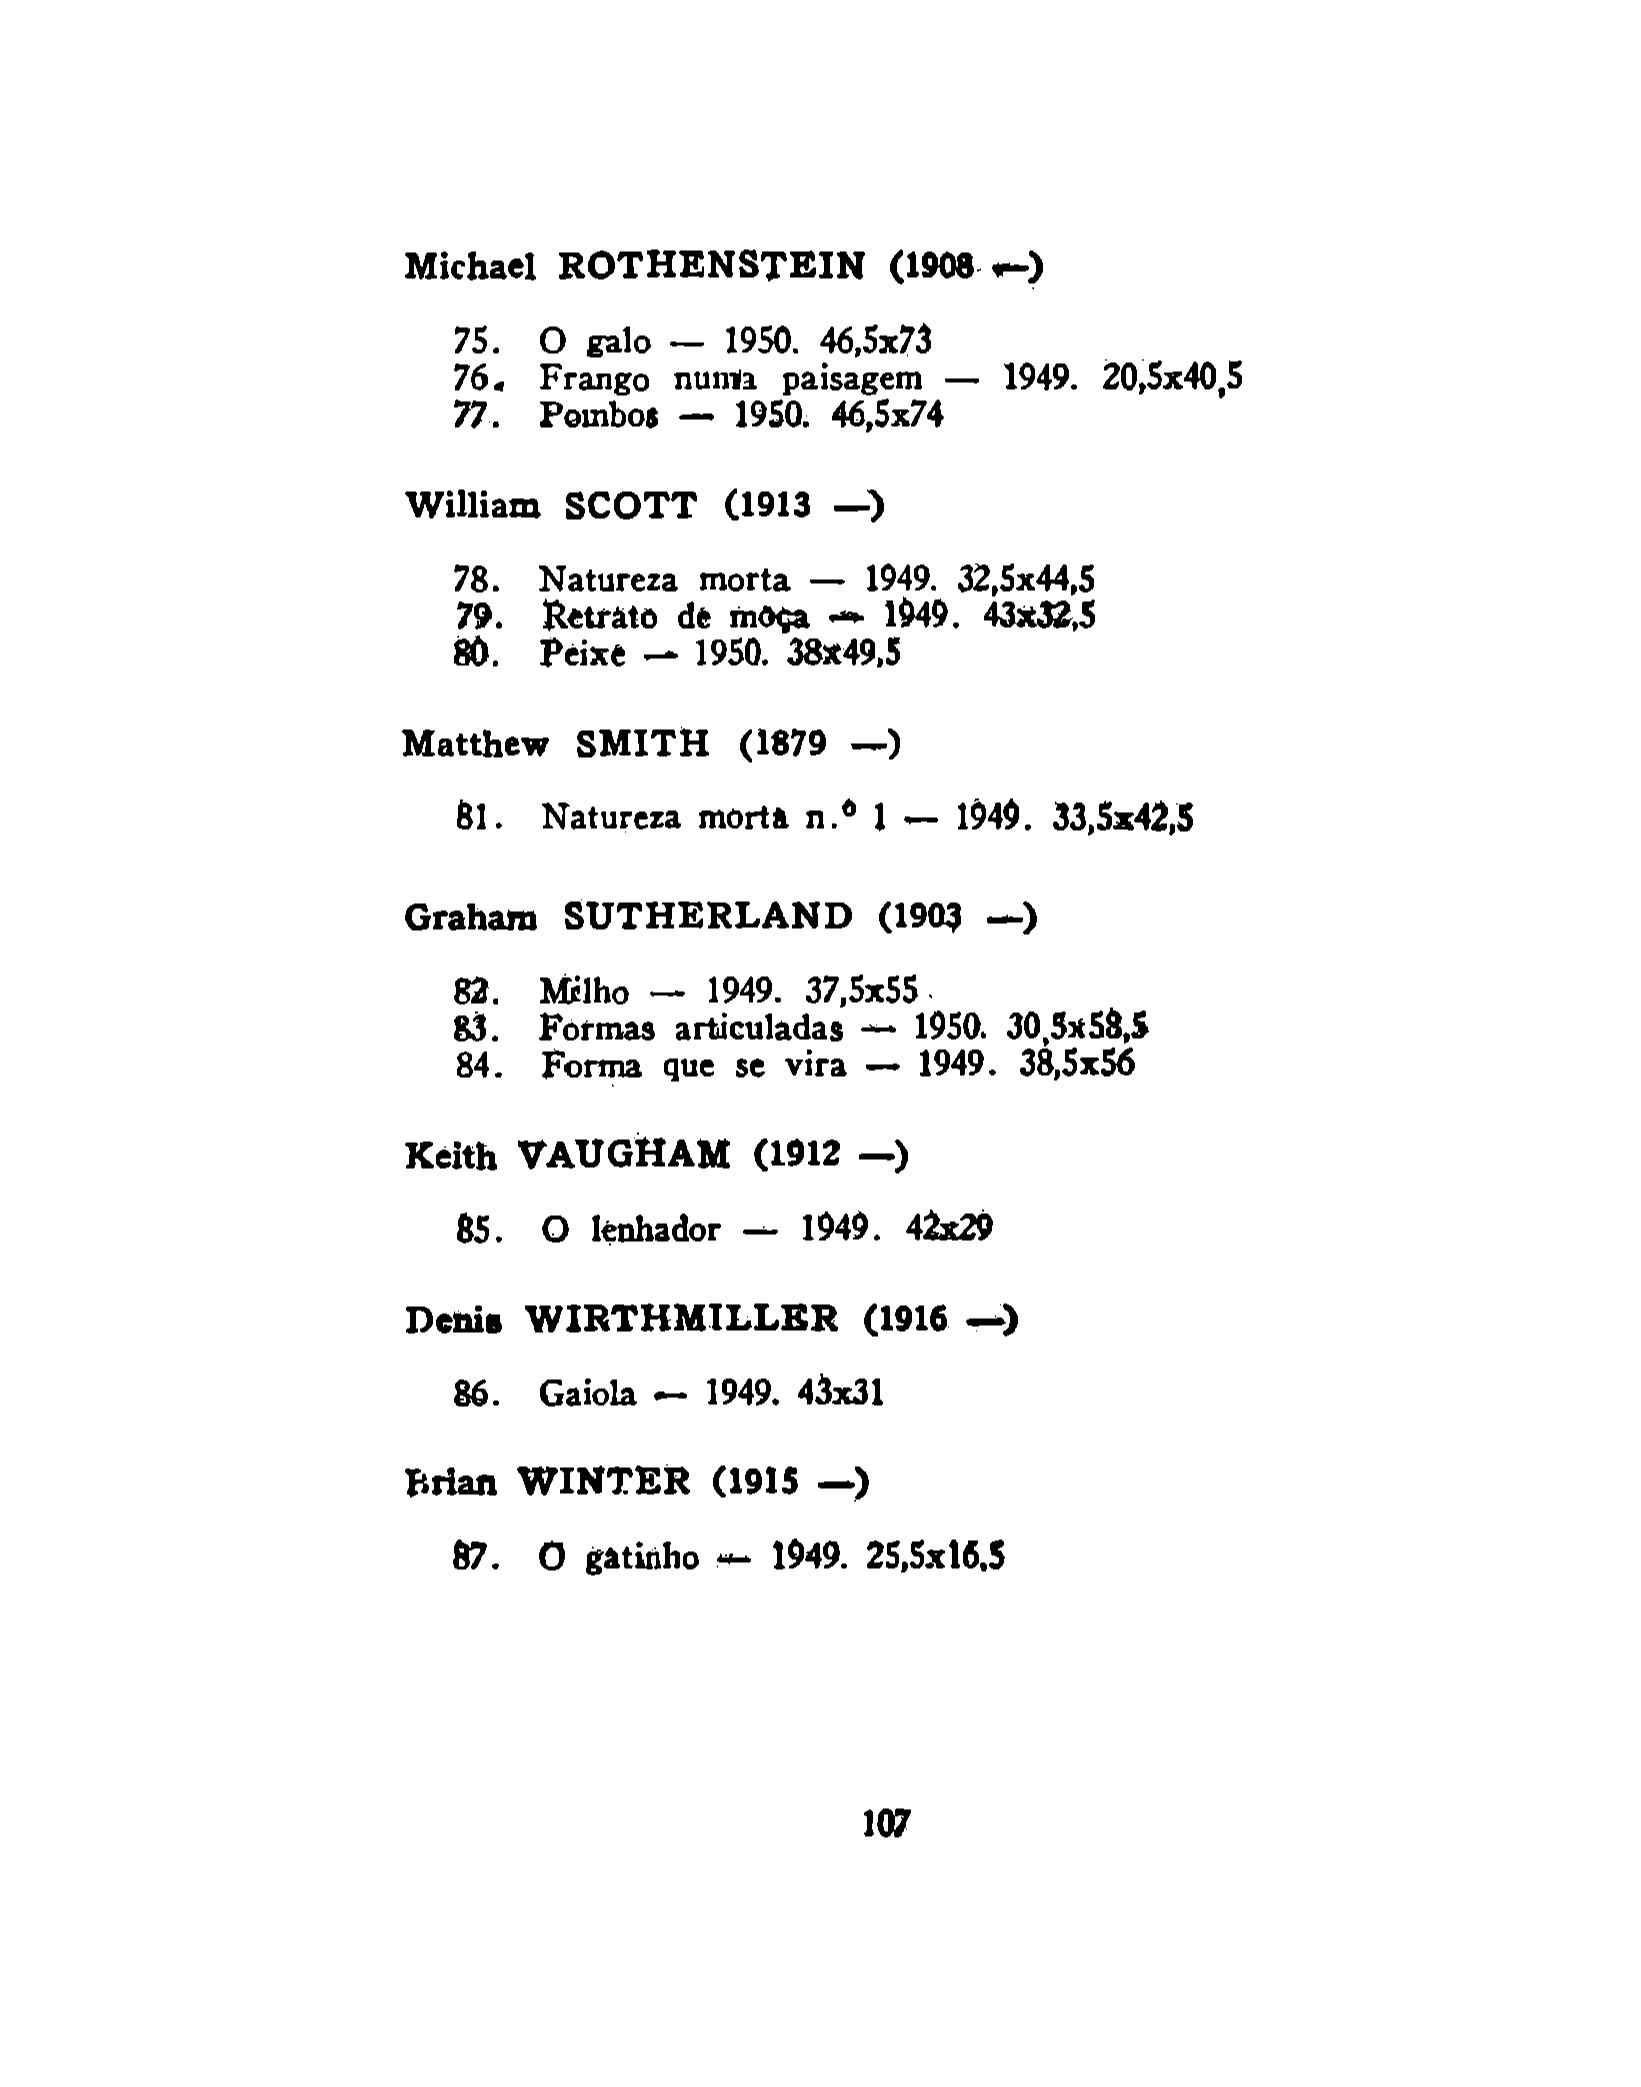 Michael ROTHENSTEIN (1908 —)
75. O galo — 1950. 46,5x73
76. Frango numa paisagem — 1949. 20,5x40,5
77. Pombos — 1950. 46,5x74
William SCOTT (1913 —)
78. Natureza morta — 1949. 32,5x44,5
79. Retrato de moça — 1949. 43x32,5
80. Peixe — 1950. 38x49,5
Matthew SMITH (1879 —)
81. Natureza morta n.º 1 — 1949. 33,5x42,5
Graham SUTHERLAND (1903 —)
82. Milho — 1949. 37,5x55
83. Formas articuladas — 1950. 30,5x58,5
84. Forma que se vira — 1949. 38,5x56
Keith VAUGHAM (1912 —)
85. O lenhador — 1949. 42x29
Denis WIRTHMILLER (1916 —)
86. Gaiola — 1949. 43x31
Brian WINTER (1915 —)
87. O gatinho — 1949. 25,5x16,5
107